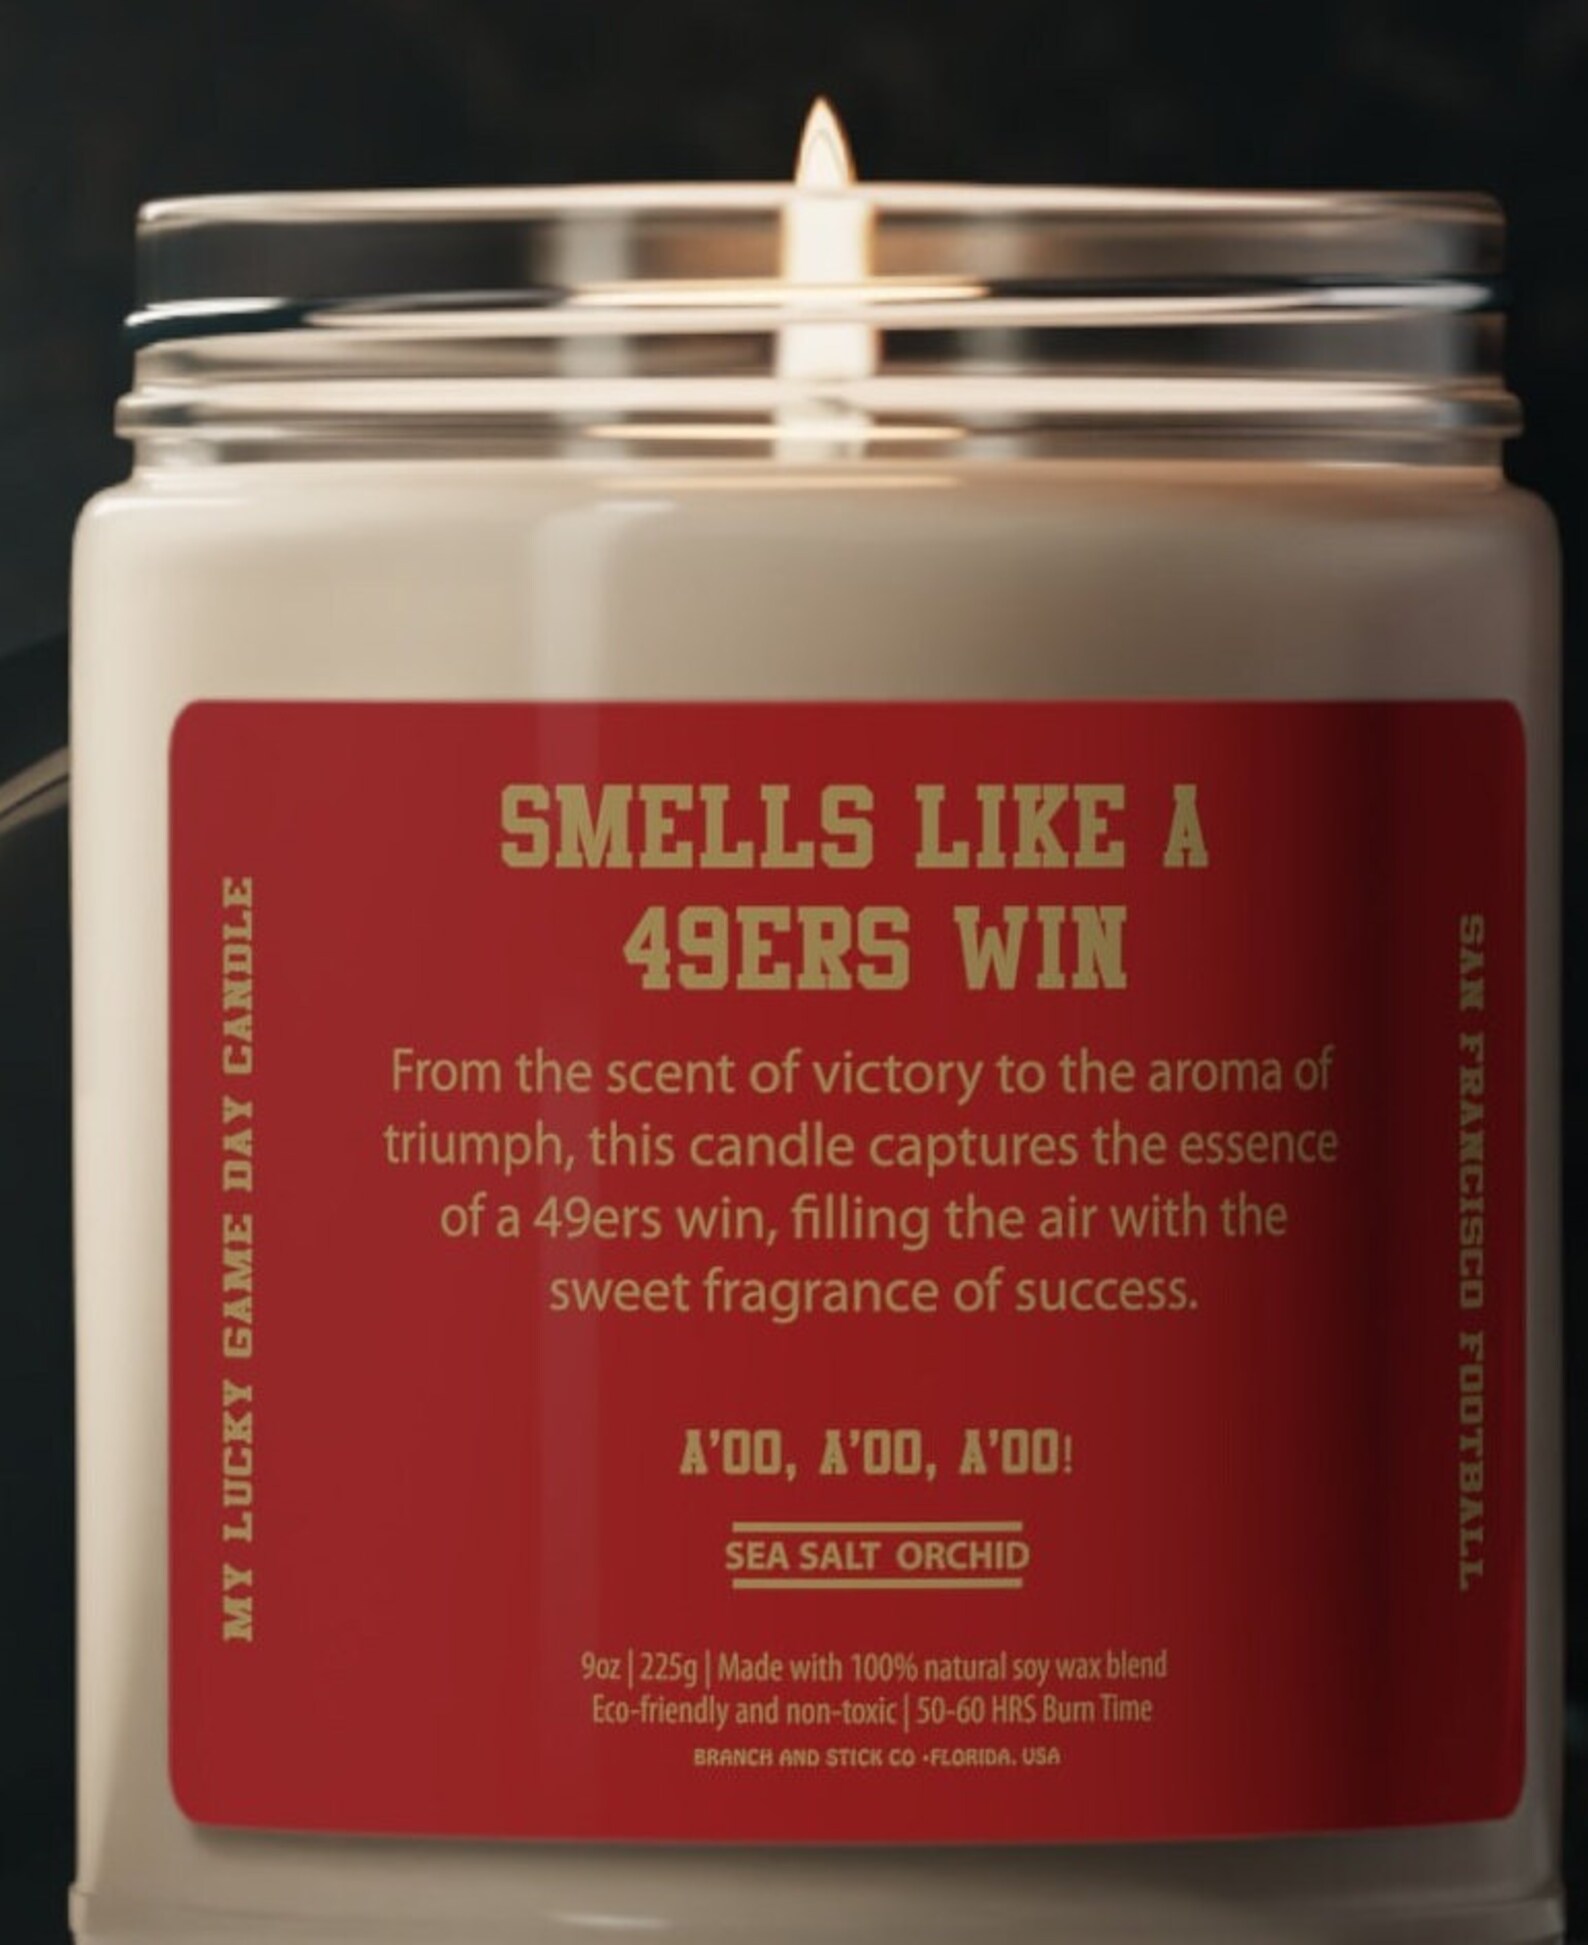 SMELLS LIKE A
49ERS WIN
From the scent of victory to the aroma of
triumph, this candle captures the essence
of a 49ers win, filling the air with the
sweet fragrance of success.
A'OO, A'OO, A'OO!
SEA SALT ORCHID
9oz | 225g | Made with 100% natural soy wax blend
Eco-friendly and non-toxic | 50-60 HRS Burn Time
BRANCH AND STICK CO •FLORIDA. USA
MY LUCKY GAME DAY CANDLE
SAN FRANCISCO FOOTBALL